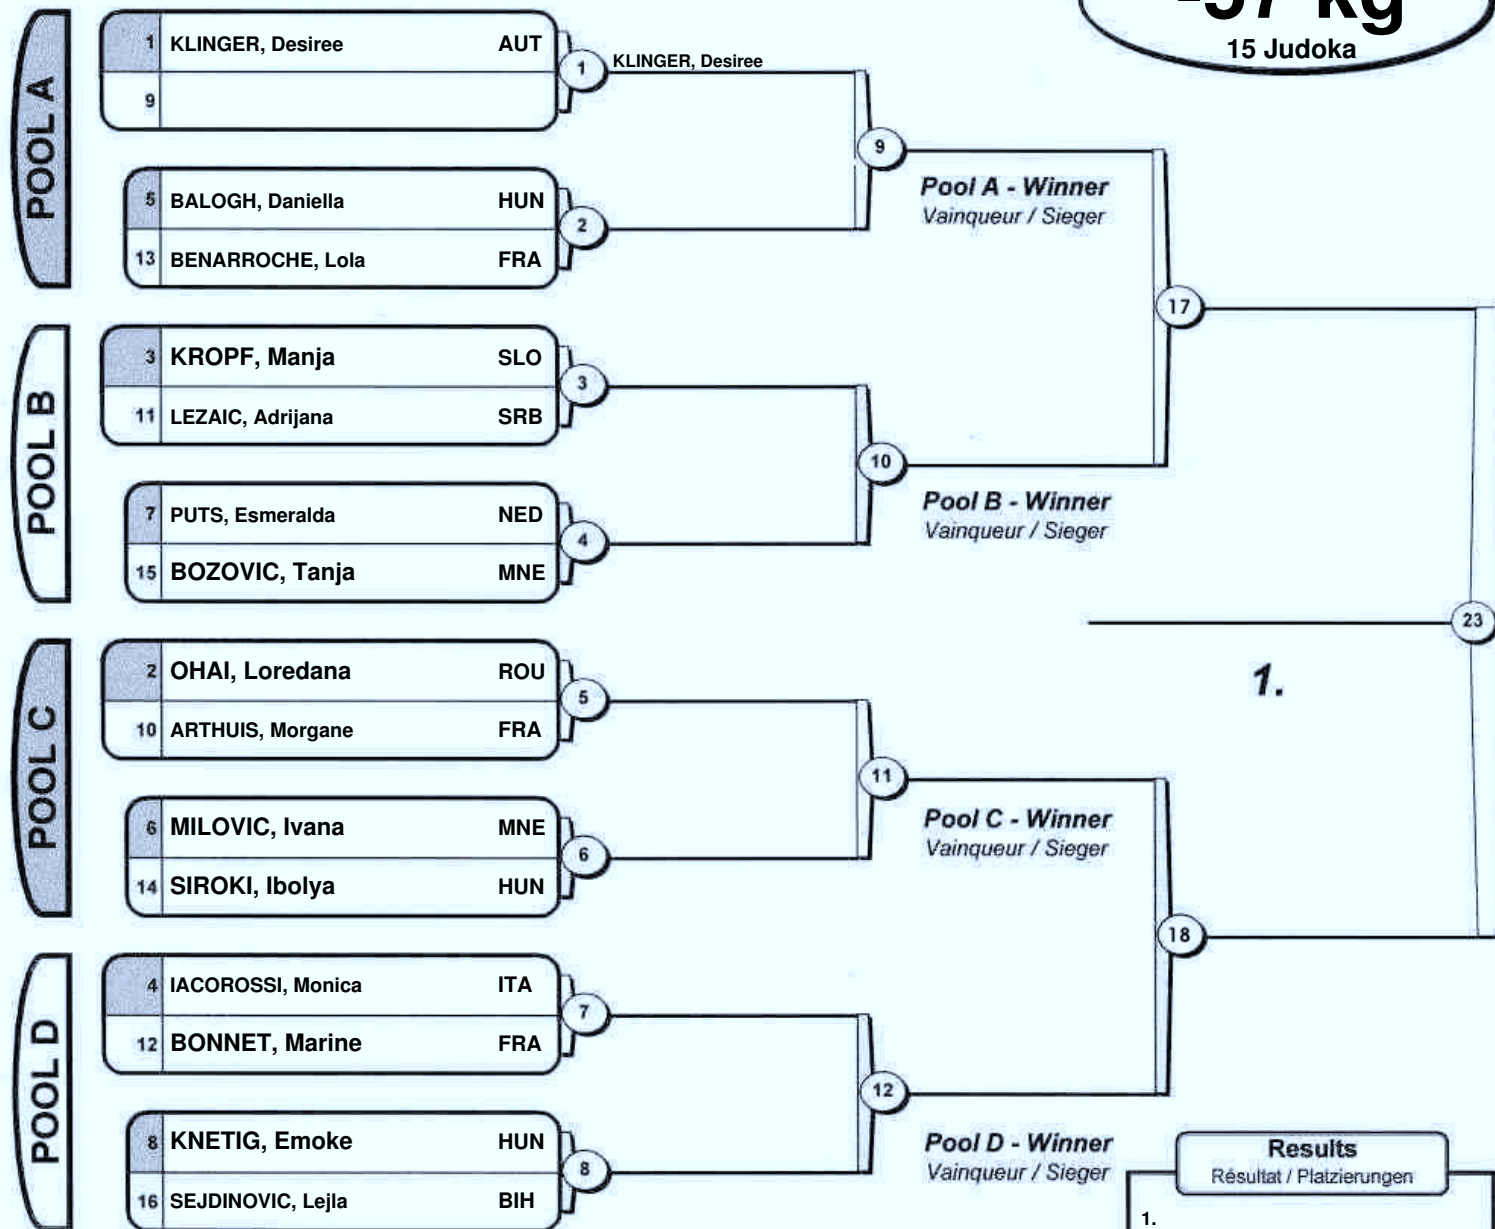 -57 kg
15 Judoka
POOL A
1 KLINGER, Desiree AUT
9
1 KLINGER, Desiree
5 BALOGH, Daniella HUN
13 BENARROCHE, Lola FRA
2
9
Pool A - Winner
Vainqueur / Sieger
POOL B
3 KROPF, Manja SLO
11 LEZAIC, Adrijana SRB
3
7 PUTS, Esmeralda NED
15 BOZOVIC, Tanja MNE
4
10
Pool B - Winner
Vainqueur / Sieger
17
23
1.
POOL C
2 OHAI, Loredana ROU
10 ARTHUIS, Morgane FRA
5
6 MILOVIC, Ivana MNE
14 SIROKI, Ibolya HUN
6
11
Pool C - Winner
Vainqueur / Sieger
18
POOL D
4 IACOROSSI, Monica ITA
12 BONNET, Marine FRA
7
8 KNETIG, Emoke HUN
16 SEJDINOVIC, Lejla BIH
8
12
Pool D - Winner
Vainqueur / Sieger
Results
Résultat / Platzierungen
1.